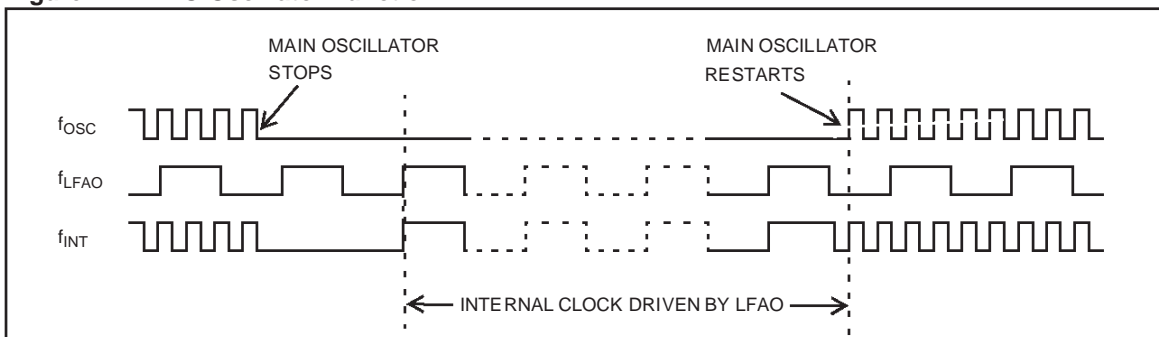 MAIN OSCILLATOR
STOPS
MAIN OSCILLATOR
RESTARTS
fOSC
fLFAO
fINT
INTERNAL CLOCK DRIVEN BY LFAO